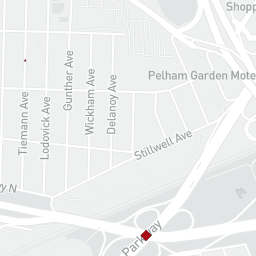 Shopp
Pelham Garden Mote
Tiemann Ave
Lodovick Ave
Gunther Ave
Wickham Ave
Delanoy Ave
Stillwell Ave
y N
Parkway